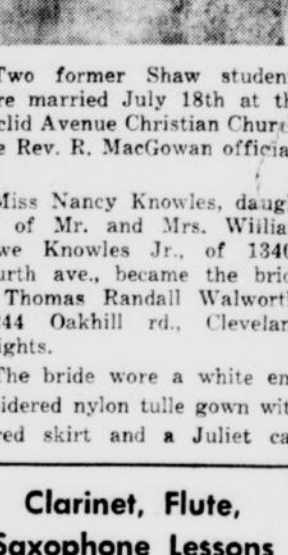 Two former Shaw student
re married July 18th at th
clid Avenue Christian Churc
e Rev. R. MacGowan officia
Miss Nancy Knowles, daugh
of Mr. and Mrs. Willia
we Knowles Jr., of 1340
urth ave., became the brid
Thomas Randall Walworth
44 Oakhill rd., Clevelan
ights.
The bride wore a white em
idered nylon tulle gown wit
red skirt and a Juliet ca
Clarinet, Flute,
Saxophone Lessons